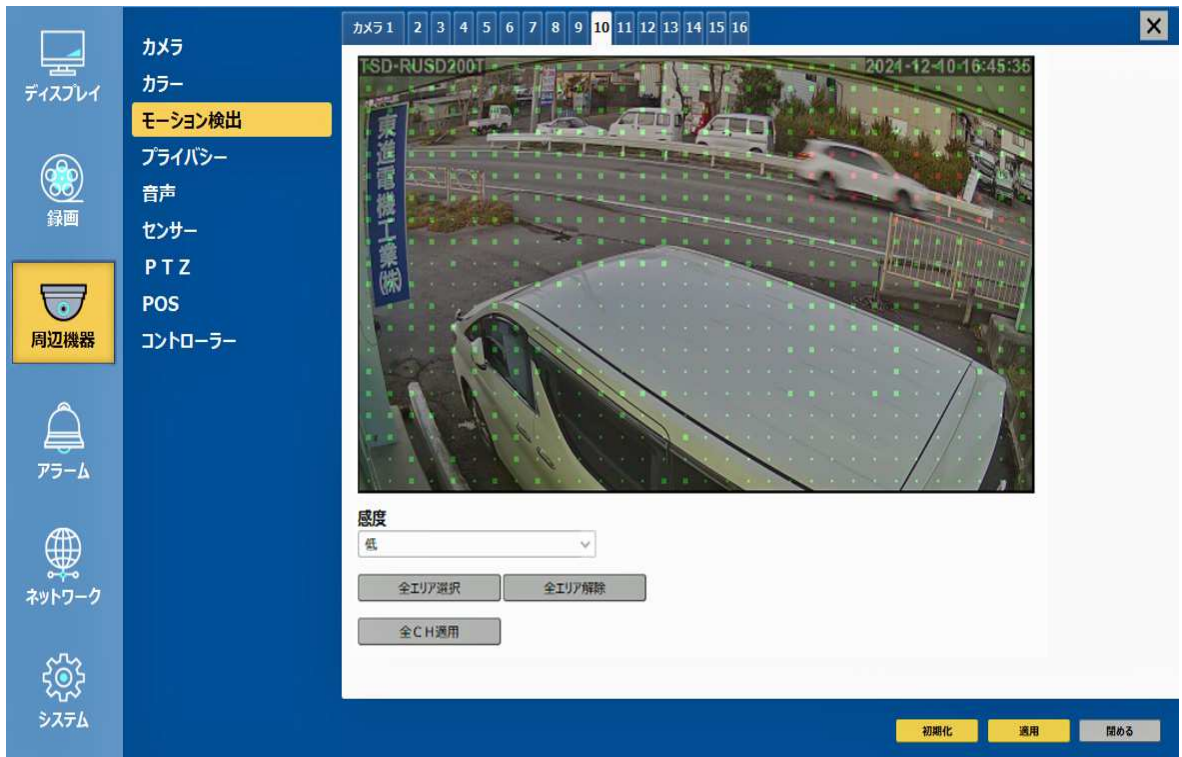 ディスプレイ
録画
周辺機器
アラーム
ネットワーク
システム
カメラ
カラー
モーション検出
プライバシー
音声
センサー
PTZ
POS
コントローラー
カメラ1 2 3 4 5 6 7 8 9 10 11 12 13 14 15 16
TSD-RUSD200T 2021-12-10-16:45:36
東進電機工業㈱
感度
低
全エリア選択 全エリア解除
全CH適用
初期化 適用 閉める